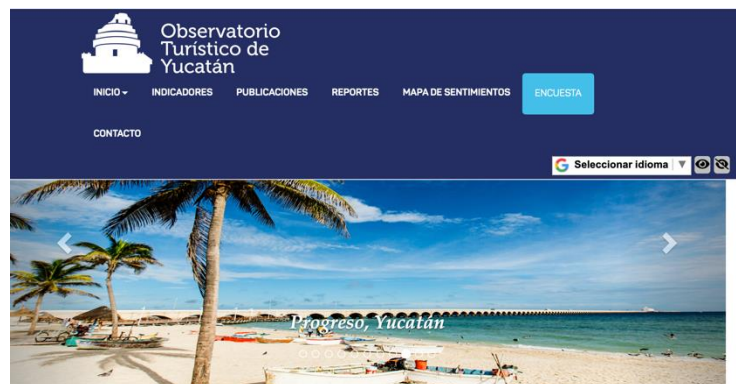 Observatorio
Turístico de
Yucatán
INICIO INDICADORES PUBLICACIONES REPORTES MAPA DE SENTIMIENTOS ENCUESTA
CONTACTO
G Seleccionar idioma ▼
Progreso, Yucatán